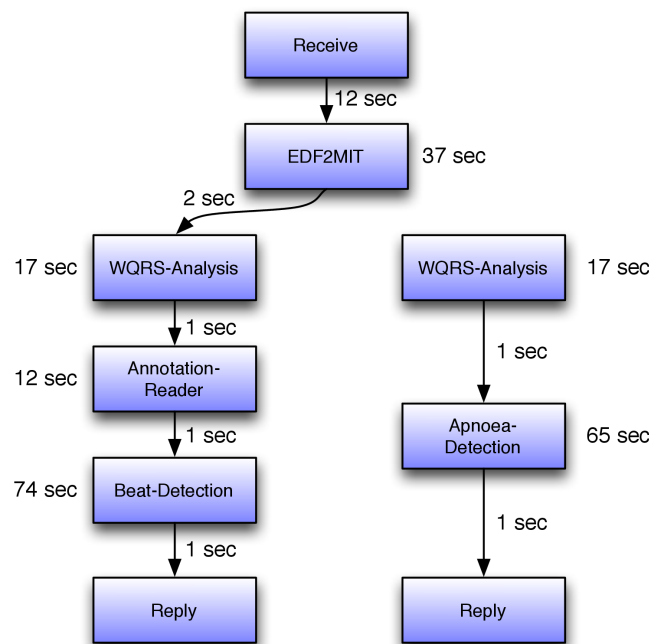 Receive
12 sec
EDF2MIT
37 sec
2 sec
17 sec
WQRS-Analysis
WQRS-Analysis
17 sec
1 sec
1 sec
12 sec
Annotation-
Reader
1 sec
Apnoea-
Detection
65 sec
74 sec
Beat-Detection
1 sec
1 sec
Reply
Reply